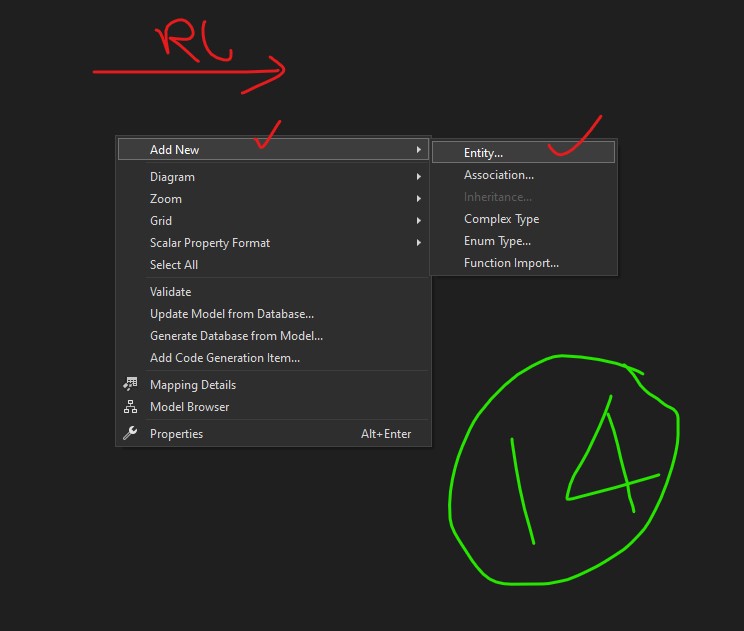 RC
Add New
Diagram
Zoom
Grid
Scalar Property Format
Select All
Validate
Update Model from Database...
Generate Database from Model...
Add Code Generation Item...
Mapping Details
Model Browser
Properties Alt+Enter
Entity...
Association...
Inheritance...
Complex Type
Enum Type...
Function Import...
14